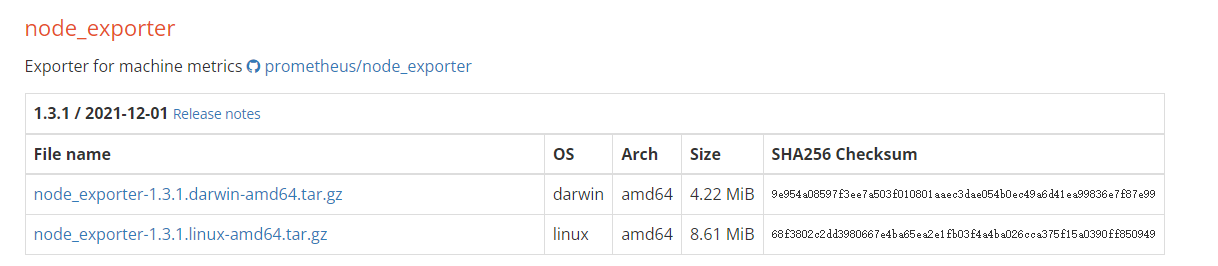 node_exporter
Exporter for machine metrics prometheus/node_exporter
1.3.1 / 2021-12-01 Release notes
File name OS Arch Size SHA256 Checksum
node_exporter-1.3.1.darwin-amd64.tar.gz darwin amd64 4.22 MiB 9e954a08597f3ee7a503f010801aaec3dae054b0ec49a6d41ea99836e7f87e99
node_exporter-1.3.1.linux-amd64.tar.gz linux amd64 8.61 MiB 68f3802c2dd3980667e4ba65ea2e1fb03f4a4ba026cca375f15a0390ff850949